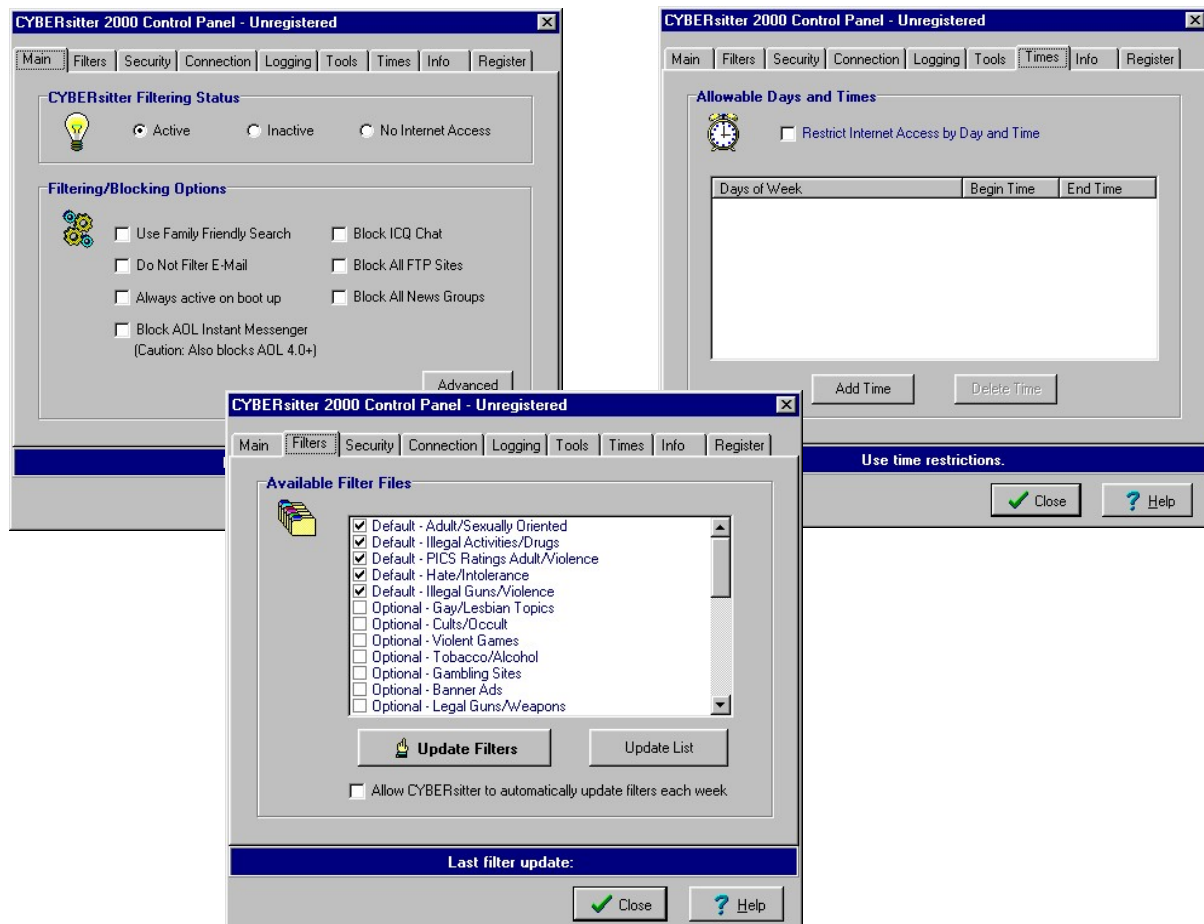 CYBERsitter 2000 Control Panel - Unregistered
Main Filters Security Connection Logging Tools Times Info Register
CYBERsitter Filtering Status
Active Inactive No Internet Access
Filtering/Blocking Options
Use Family Friendly Search Block ICQ Chat
Do Not Filter E-Mail Block All FTP Sites
Always active on boot up Block All News Groups
Block AOL Instant Messenger
(Caution: Also blocks AOL 4.0+)
Advanced
CYBERsitter 2000 Control Panel - Unregistered
Main Filters Security Connection Logging Tools Times Info Register
Allowable Days and Times
Restrict Internet Access by Day and Time
Days of Week Begin Time End Time
Add Time Delete Time
Use time restrictions.
Close Help
CYBERsitter 2000 Control Panel - Unregistered
Main Filters Security Connection Logging Tools Times Info Register
Available Filter Files
Default - Adult/Sexually Oriented
Default - Illegal Activities/Drugs
Default - PICS Ratings Adult/Violence
Default - Hate/Intolerance
Default - Illegal Guns/Violence
Optional - Gay/Lesbian Topics
Optional - Cults/Occult
Optional - Violent Games
Optional - Tobacco/Alcohol
Optional - Gambling Sites
Optional - Banner Ads
Optional - Legal Guns/Weapons
Update Filters Update List
Allow CYBERsitter to automatically update filters each week
Last filter update:
Close Help